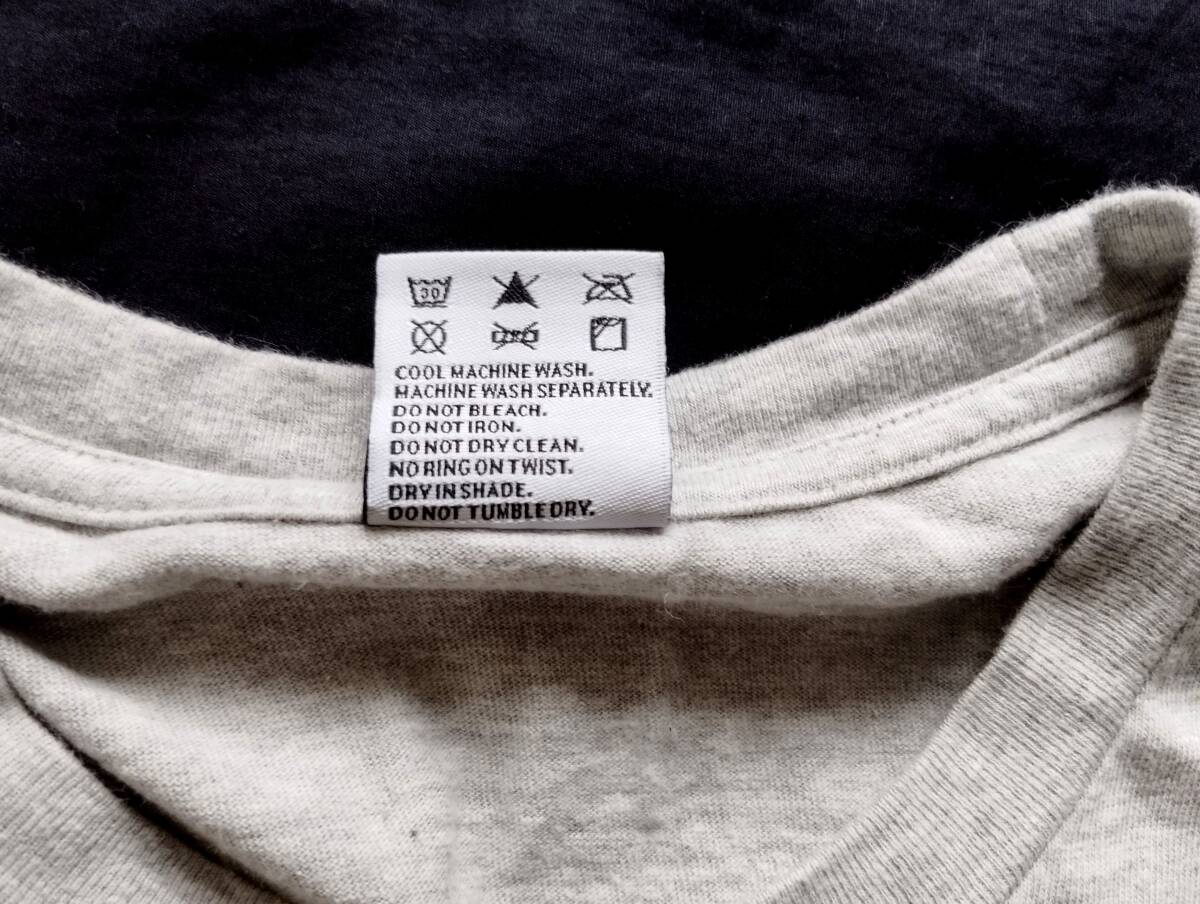 30
COOL MACHINE WASH.
MACHINE WASH SEPARATELY.
DO NOT BLEACH.
DO NOT IRON.
DO NOT DRY CLEAN.
NO RING ON TWIST.
DRY IN SHADE.
DO NOT TUMBLE DRY.